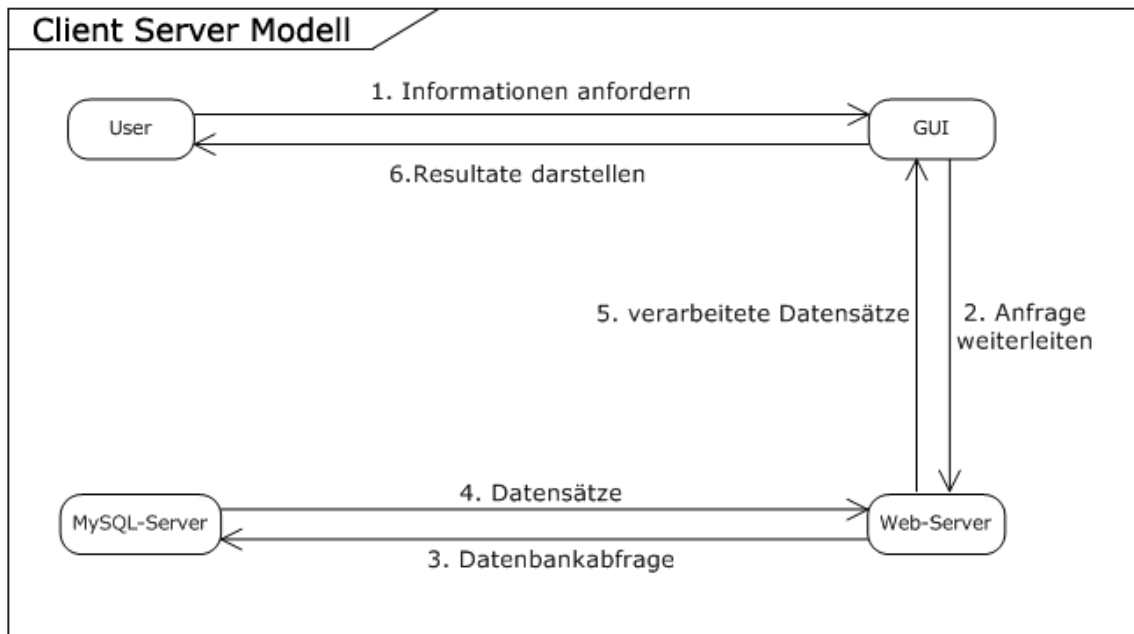 Client Server Modell
1. Informationen anfordern
User
GUI
6.Resultate darstellen
5. verarbeitete Datensätze
2. Anfrage
weiterleiten
4. Datensätze
MySQL-Server
Web-Server
3. Datenbankabfrage